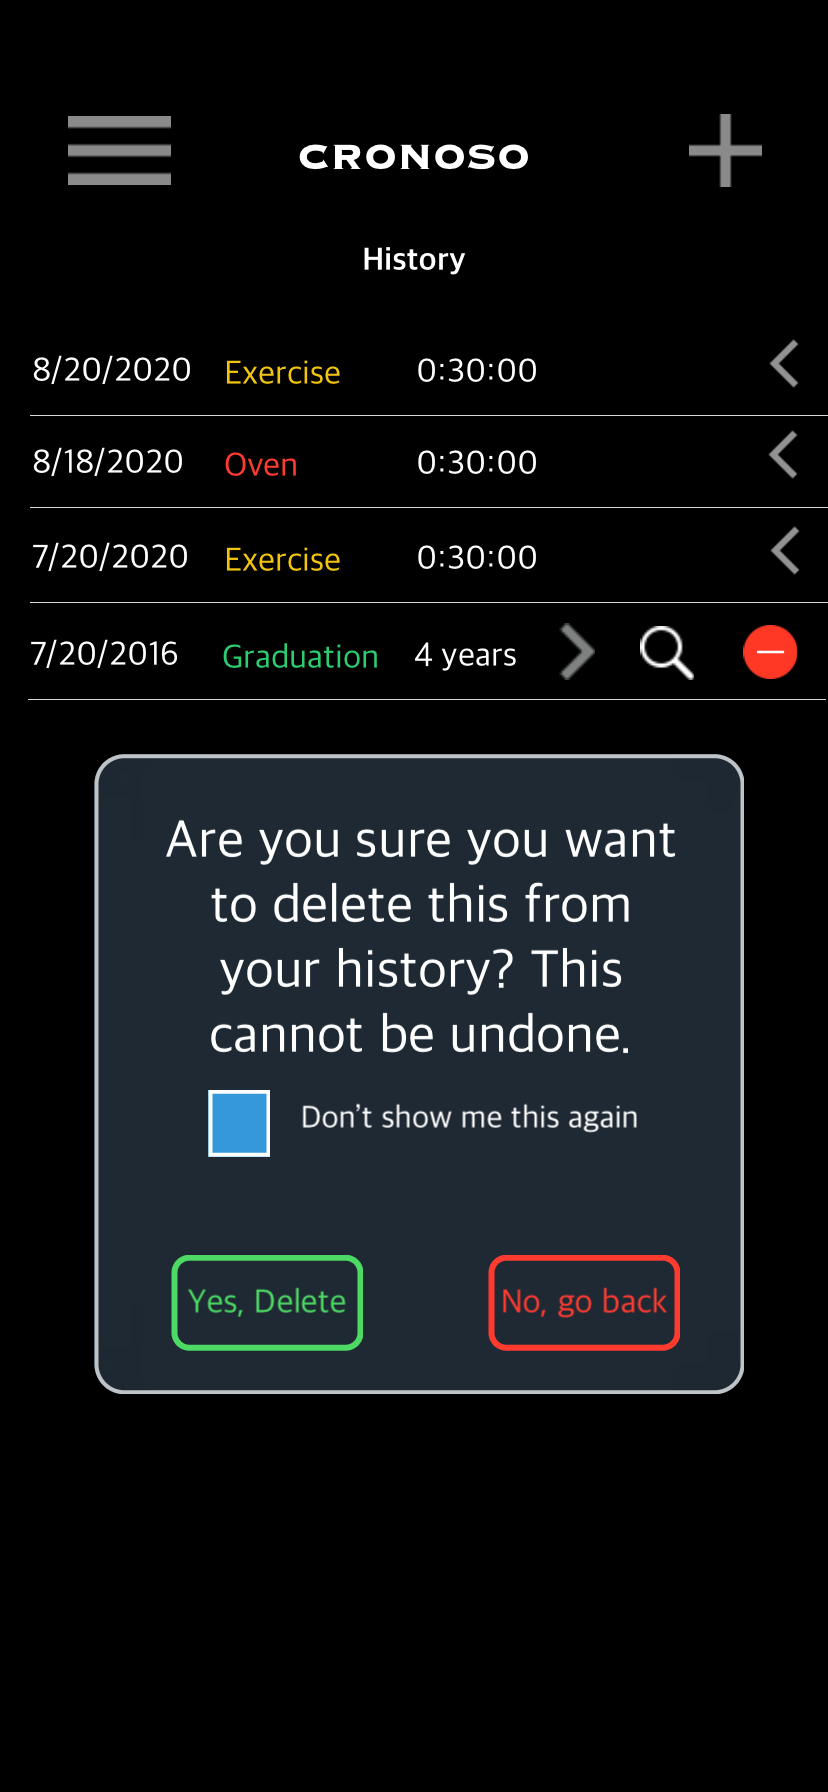 CRONOSO
History
8/20/2020 Exercise 0:30:00
8/18/2020 Oven 0:30:00
7/20/2020 Exercise 0:30:00
7/20/2016 Graduation 4 years
Are you sure you want
to delete this from
your history? This
cannot be undone.
Don't show me this again
Yes, Delete No, go back